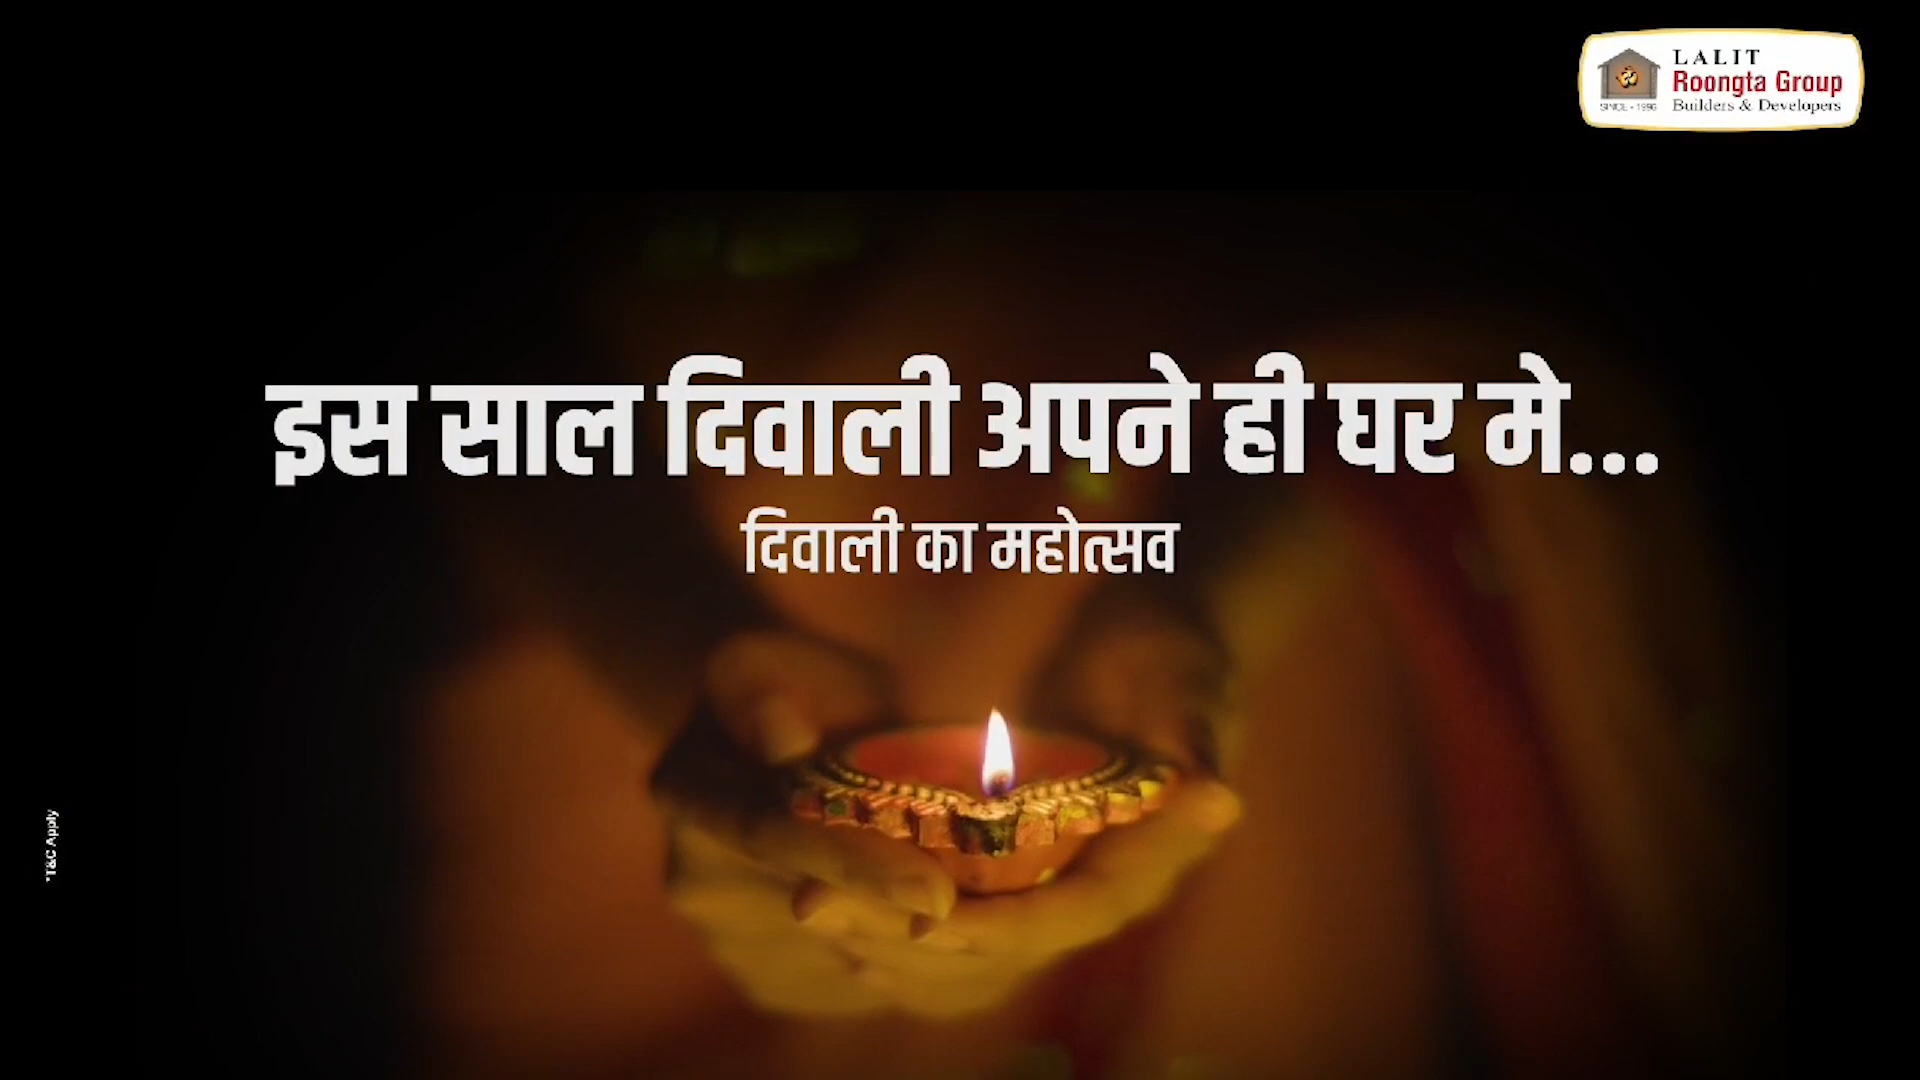 LALIT
Roongta Group
SINCE - 1996
Builders & Developers
इस साल दिवाली अपने ही घर मे...
दिवाली का महोत्सव
*T&C Apply